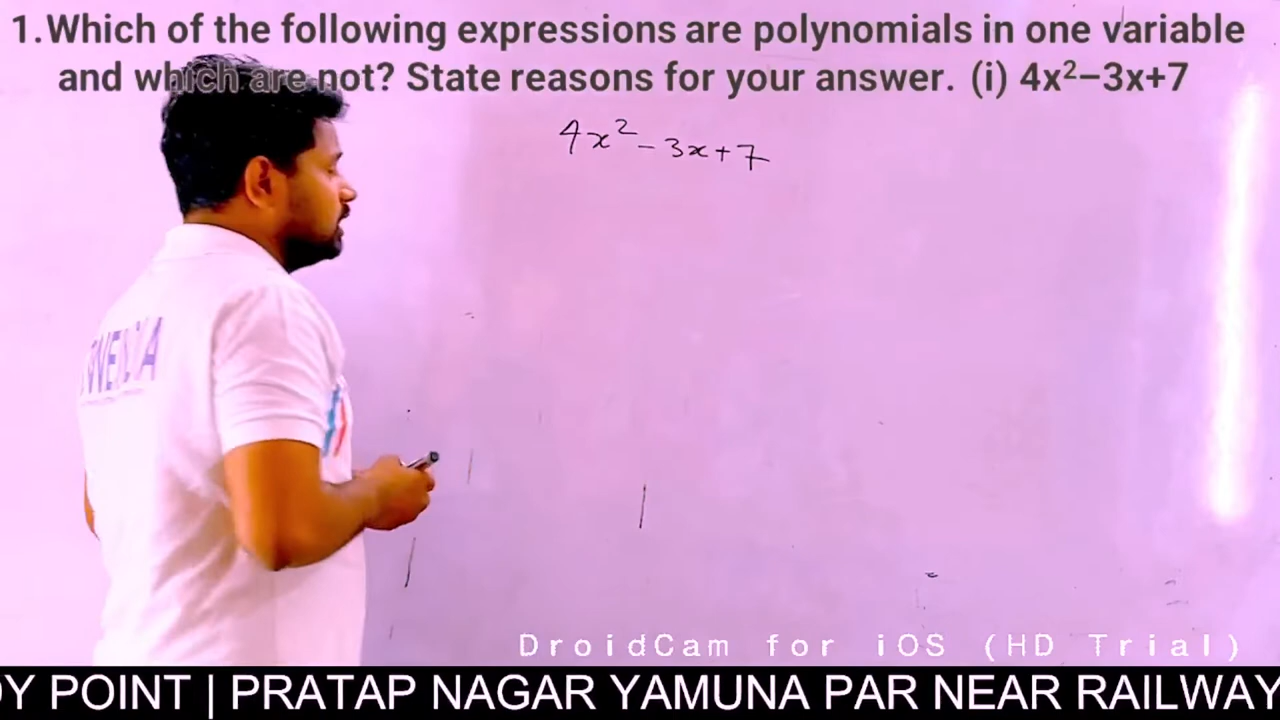 1.Which of the following expressions are polynomials in one variable
and which are not? State reasons for your answer. (i) 4x²–3x+7
4x² - 3x + 7
DroidCam for iOS (HD Trial)
POINT | PRATAP NAGAR YAMUNA PAR NEAR RAILWAY